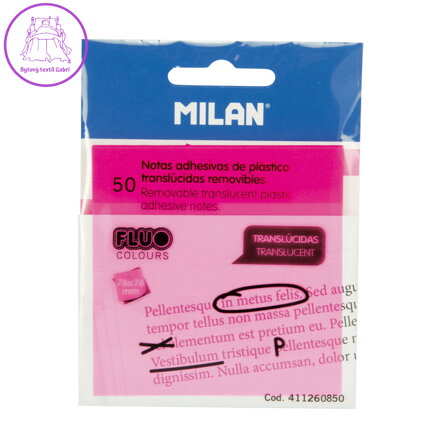 Bytový textil Gabri
MILAN®
50
Notas adhesivas de plástico
translúcidas removibles
Removable translucent plastic
adhesive notes.
FLUO
COLOURS
TRANSLÚCIDAS
TRANSLUCENT
76x76
mm
Pellentesque in metus felis. Sed augu
tempor tellus non massa pellentesque
elementum est pretium eu. Pellen
Vestibulum tristique Pellentesque n
dignissim. Nulla accumsan, dolor
P
Cod. 411260850